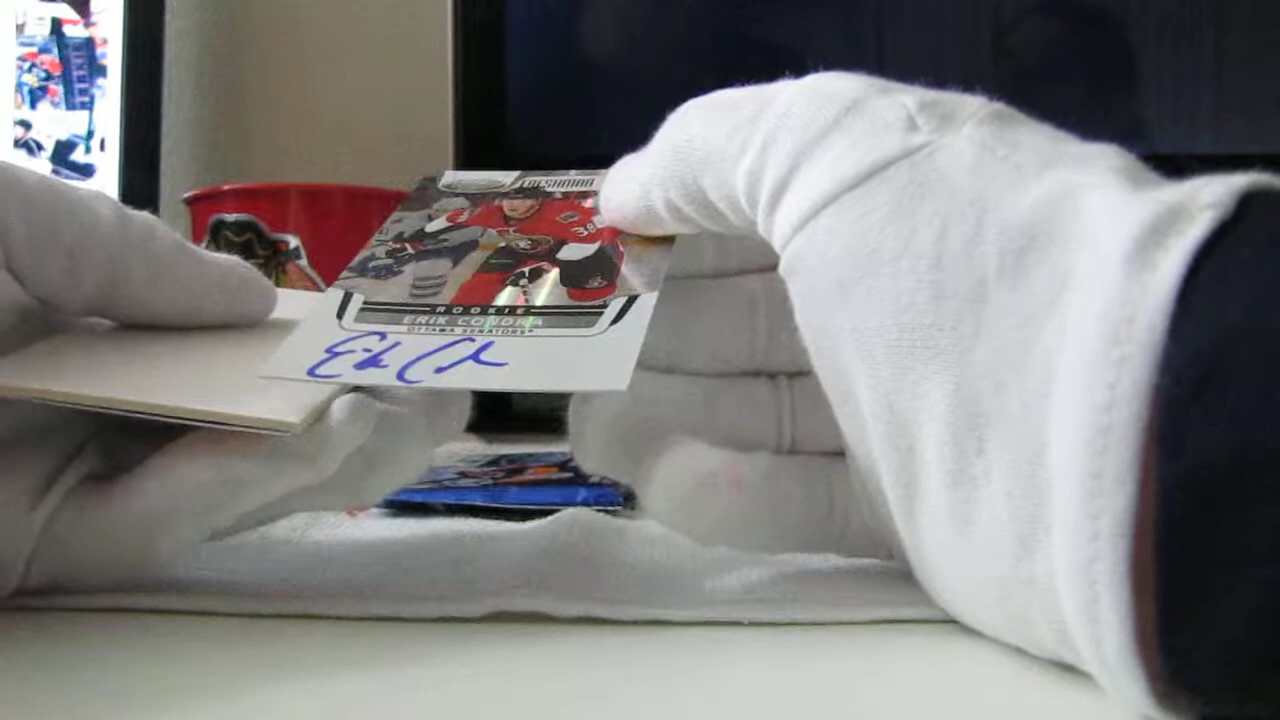 FRESHMAN
38
ROOKIE
ERIK CONDRA
OTTAWA SENATORS